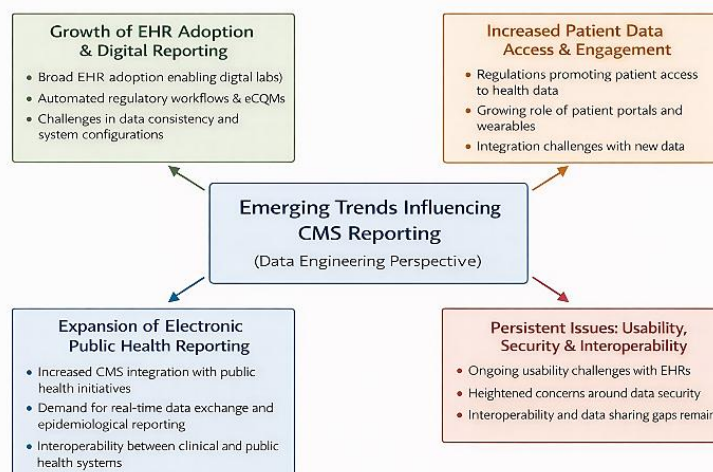 Growth of EHR Adoption
& Digital Reporting
• Broad EHR adoption enabling digtal labs)
• Automated regulatory workflows & eCQMs
• Challenges in data consistency and
system configurations
Increased Patient Data
Access & Engagement
• Regulations promoting patient access
to health data
• Growing role of patient portals and
wearables
• Integration challenges with new data
Emerging Trends Influencing
CMS Reporting
(Data Engineering Perspective)
Expansion of Electronic
Public Health Reporting
• Increased CMS integration with public
health initiatives
• Demand for real-time data exchange and
epidemiological reporting
• Interoperability between clinical and public
health systems
Persistent Issues: Usability,
Security & Interoperability
• Ongoing usability challenges with EHRs
• Heightened concerns around data security
• Interoperability and data sharing gaps remain